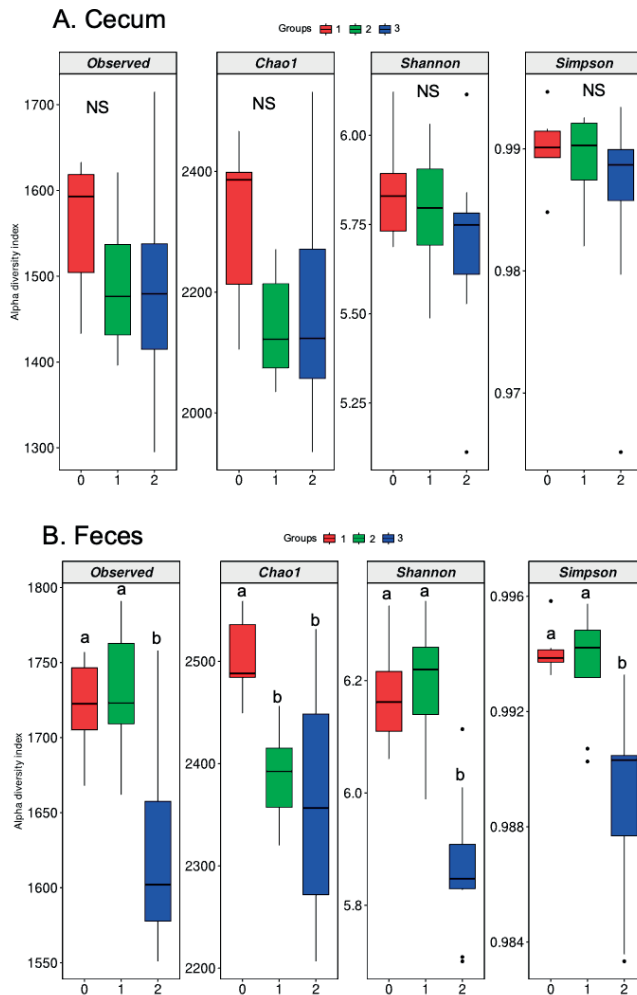 A. Cecum
Groups 1 2 3
Observed Chao1 Shannon Simpson
NS NS NS NS
Alpha diversity index
1700
1600
1500
1400
1300
0 1 2
2400
2200
2000
0 1 2
6.00
5.75
5.50
5.25
0 1 2
0.99
0.98
0.97
0 1 2
B. Feces
Groups 1 2 3
Observed Chao1 Shannon Simpson
Alpha diversity index
1800
1750
1700
1650
1600
1550
a a b
0 1 2
2500
2400
2300
2200
a b b
0 1 2
6.2
6.0
5.8
a a b
0 1 2
0.996
0.992
0.988
0.984
a a b
0 1 2